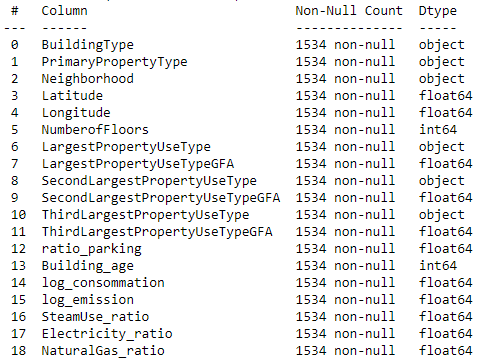 #   Column                           Non-Null Count  Dtype
---  ------                           --------------  -----
 0   BuildingType                     1534 non-null   object
 1   PrimaryPropertyType              1534 non-null   object
 2   Neighborhood                     1534 non-null   object
 3   Latitude                         1534 non-null   float64
 4   Longitude                        1534 non-null   float64
 5   NumberofFloors                   1534 non-null   int64
 6   LargestPropertyUseType           1534 non-null   object
 7   LargestPropertyUseTypeGFA        1534 non-null   float64
 8   SecondLargestPropertyUseType     1534 non-null   object
 9   SecondLargestPropertyUseTypeGFA  1534 non-null   float64
 10  ThirdLargestPropertyUseType      1534 non-null   object
 11  ThirdLargestPropertyUseTypeGFA   1534 non-null   float64
 12  ratio_parking                    1534 non-null   float64
 13  Building_age                     1534 non-null   int64
 14  log_consommation                 1534 non-null   float64
 15  log_emission                     1534 non-null   float64
 16  SteamUse_ratio                   1534 non-null   float64
 17  Electricity_ratio                1534 non-null   float64
 18  NaturalGas_ratio                 1534 non-null   float64